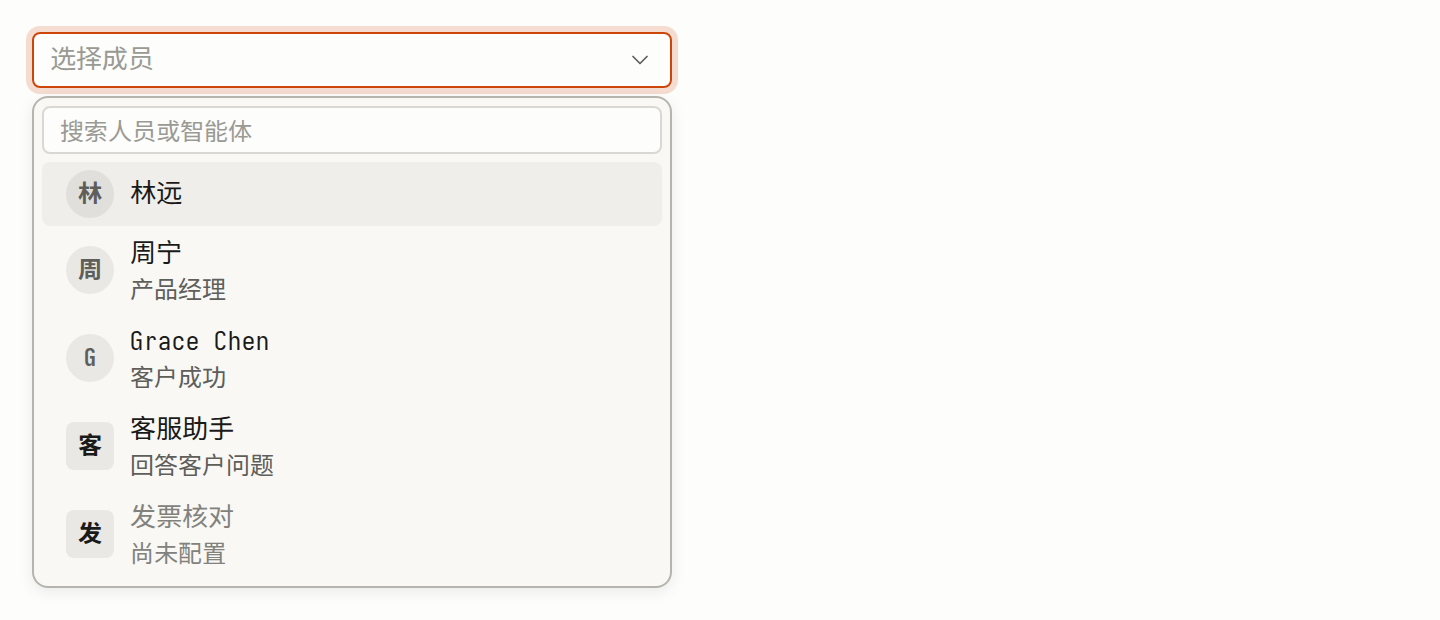 选择成员
搜索人员或智能体
林 林远
周 周宁
产品经理
G Grace Chen
客户成功
客 客服助手
回答客户问题
发 发票核对
尚未配置